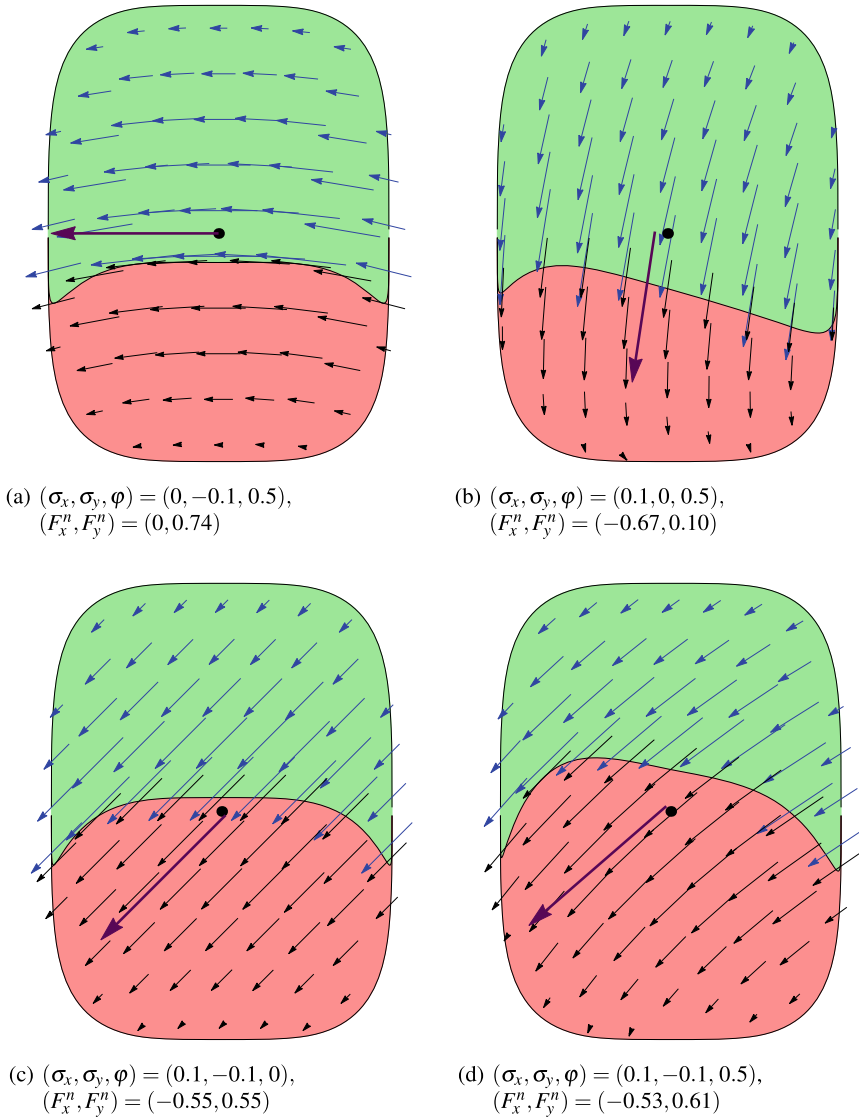 (a) (σx, σy, φ) = (0, −0.1, 0.5),
(Fxⁿ, Fyⁿ) = (0, 0.74)
(b) (σx, σy, φ) = (0.1, 0, 0.5),
(Fxⁿ, Fyⁿ) = (−0.67, 0.10)
(c) (σx, σy, φ) = (0.1, −0.1, 0),
(Fxⁿ, Fyⁿ) = (−0.55, 0.55)
(d) (σx, σy, φ) = (0.1, −0.1, 0.5),
(Fxⁿ, Fyⁿ) = (−0.53, 0.61)